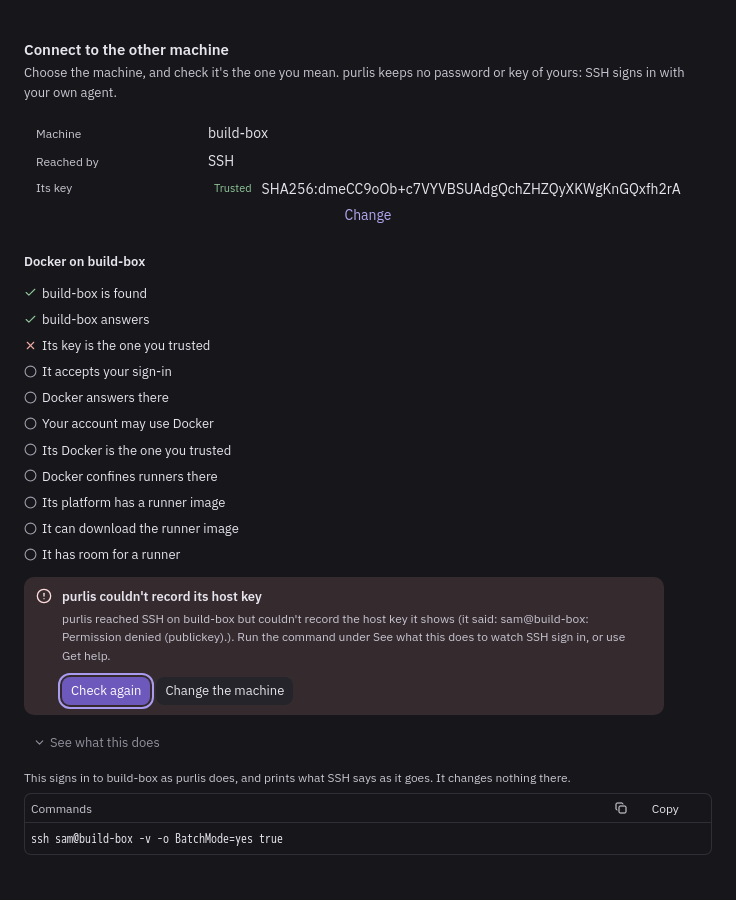 Connect to the other machine
Choose the machine, and check it's the one you mean. purlis keeps no password or key of yours: SSH signs in with
your own agent.
Machine build-box
Reached by SSH
Its key Trusted SHA256:dmeCC9oOb+c7VYVBSUAdgQchZHZQyXKWgKnGQxfh2rA
Change
Docker on build-box
build-box is found
build-box answers
Its key is the one you trusted
It accepts your sign-in
Docker answers there
Your account may use Docker
Its Docker is the one you trusted
Docker confines runners there
Its platform has a runner image
It can download the runner image
It has room for a runner
purlis couldn't record its host key
purlis reached SSH on build-box but couldn't record the host key it shows (it said: sam@build-box:
Permission denied (publickey).). Run the command under See what this does to watch SSH sign in, or use
Get help.
Check again Change the machine
See what this does
This signs in to build-box as purlis does, and prints what SSH says as it goes. It changes nothing there.
Commands Copy
ssh sam@build-box -v -o BatchMode=yes true